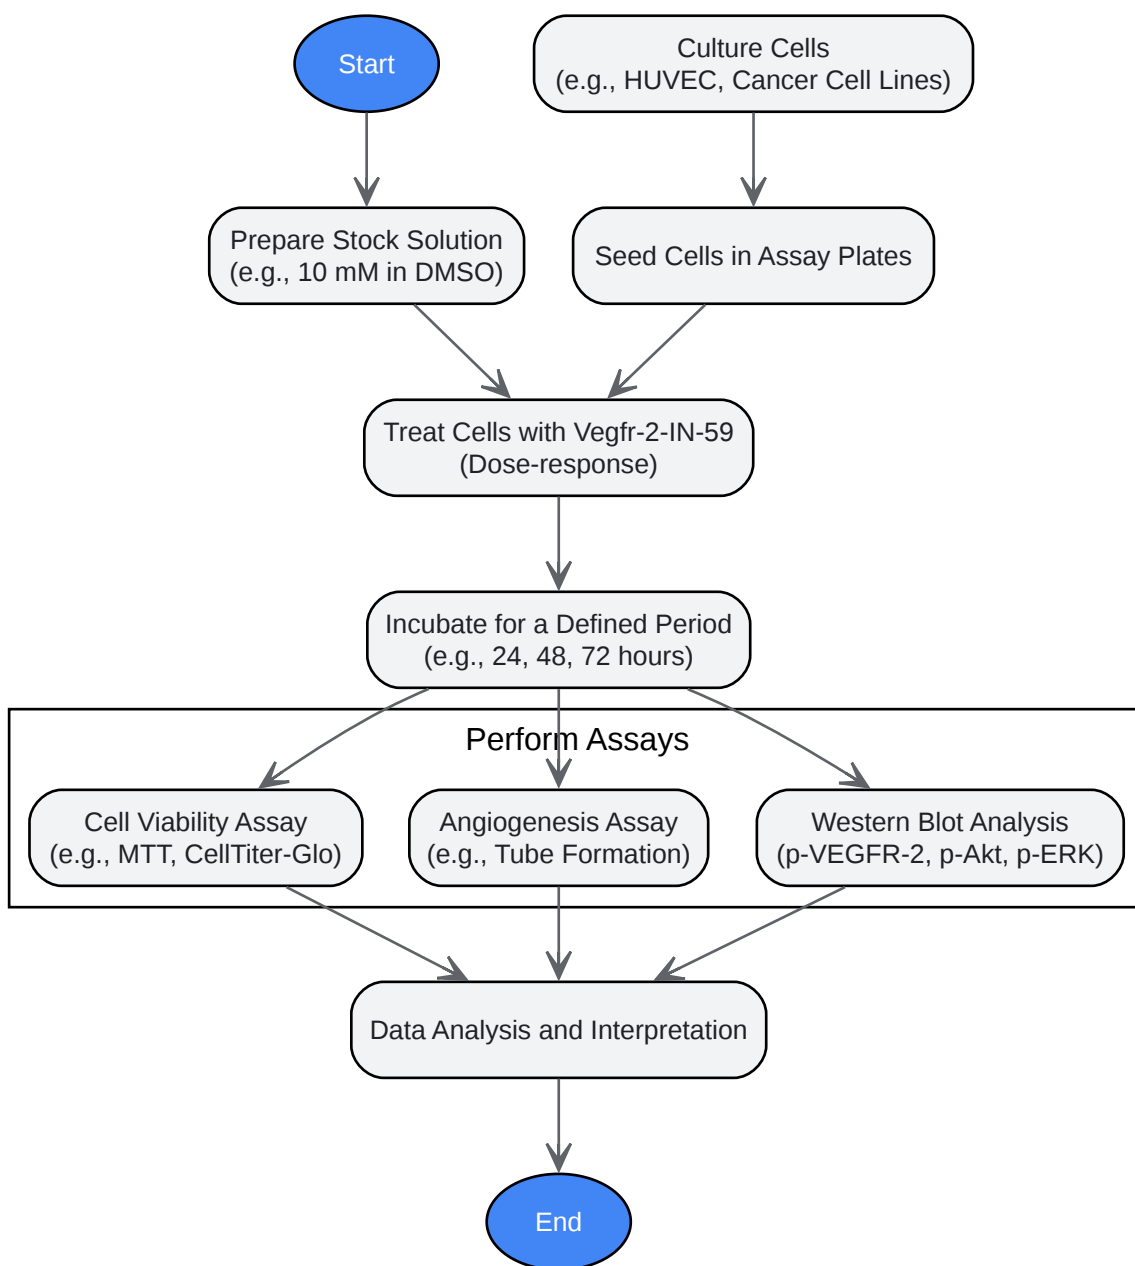 Start
Culture Cells
(e.g., HUVEC, Cancer Cell Lines)
Prepare Stock Solution
(e.g., 10 mM in DMSO)
Seed Cells in Assay Plates
Treat Cells with Vegfr-2-IN-59
(Dose-response)
Incubate for a Defined Period
(e.g., 24, 48, 72 hours)
Perform Assays
Cell Viability Assay
(e.g., MTT, CellTiter-Glo)
Angiogenesis Assay
(e.g., Tube Formation)
Western Blot Analysis
(p-VEGFR-2, p-Akt, p-ERK)
Data Analysis and Interpretation
End